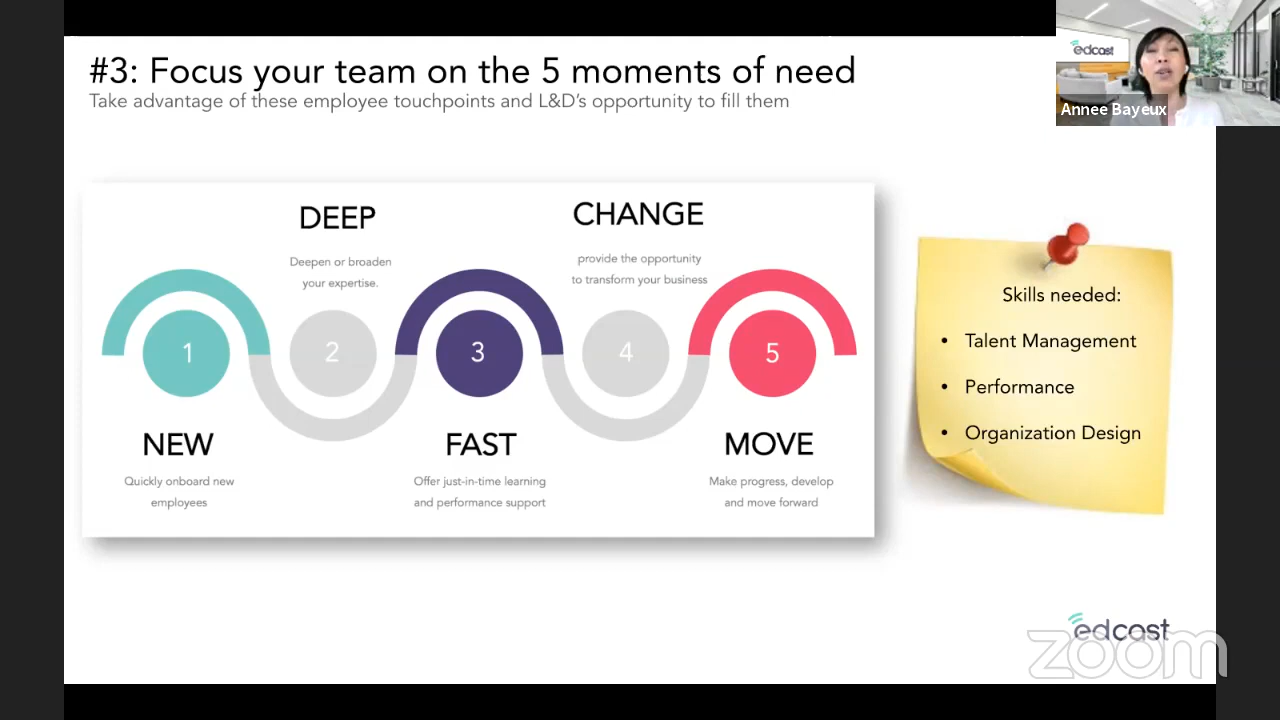 #3: Focus your team on the 5 moments of need
Take advantage of these employee touchpoints and L&D's opportunity to fill them
edcast
Annee Bayeux
DEEP
Deepen or broaden
your expertise.
CHANGE
provide the opportunity
to transform your business
1
2
3
4
5
NEW
Quickly onboard new
employees
FAST
Offer just-in-time learning
and performance support
MOVE
Make progress, develop
and move forward
Skills needed:
• Talent Management
• Performance
• Organization Design
edcast
zoom